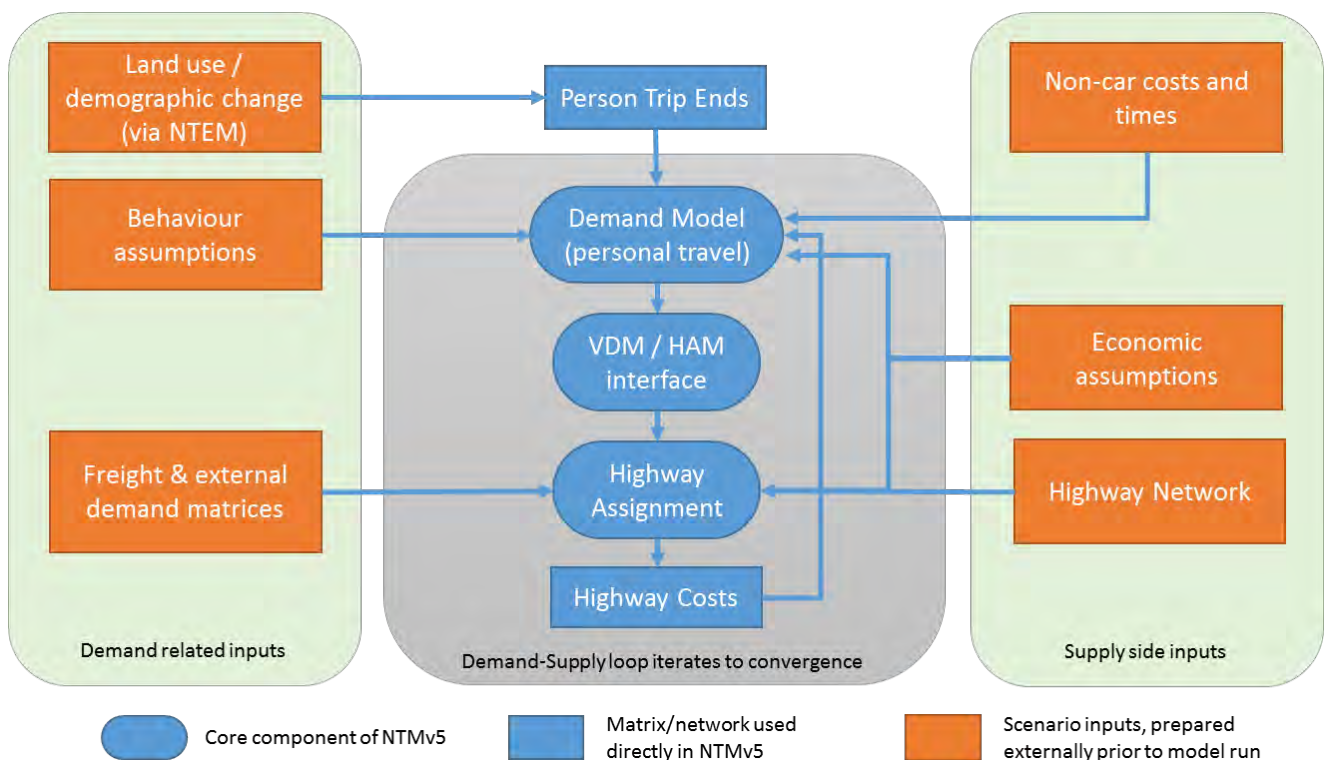 Land use /
demographic change
(via NTEM)
Behaviour
assumptions
Freight & external
demand matrices
Demand related inputs
Person Trip Ends
Demand Model
(personal travel)
VDM / HAM
interface
Highway
Assignment
Highway Costs
Demand-Supply loop iterates to convergence
Non-car costs and
times
Economic
assumptions
Highway Network
Supply side inputs
Core component of NTMv5
Matrix/network used
directly in NTMv5
Scenario inputs, prepared
externally prior to model run